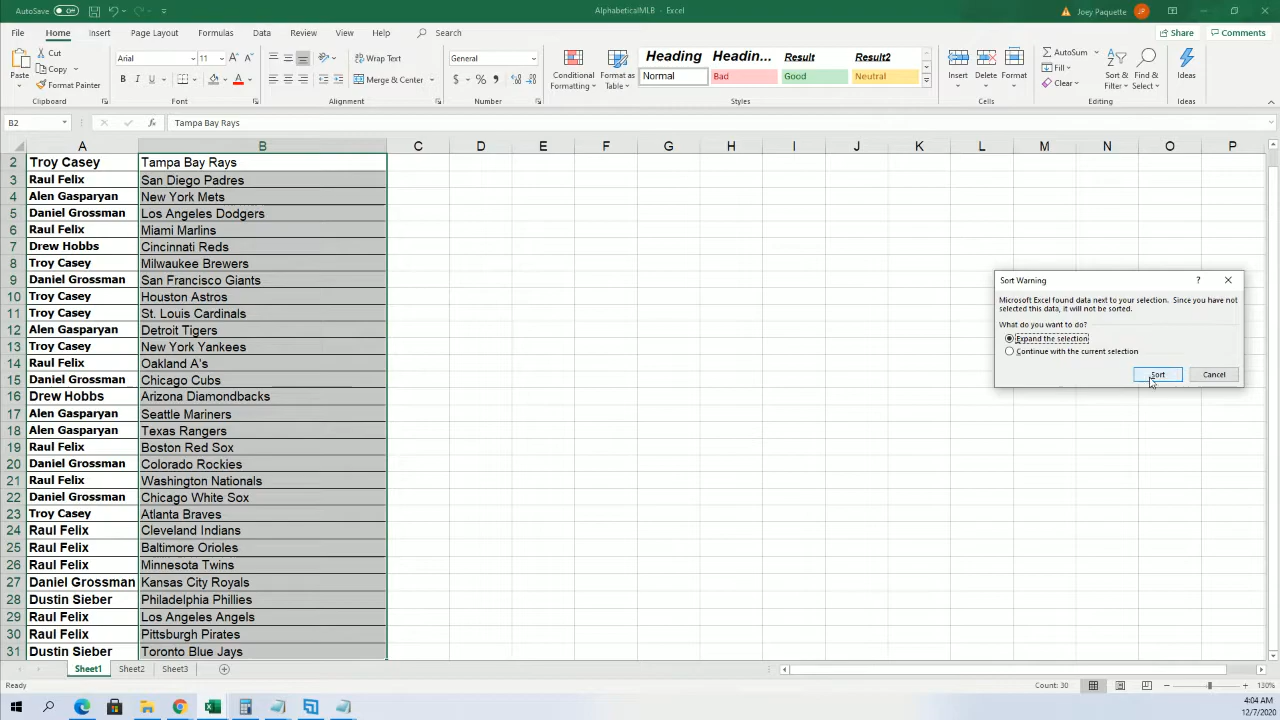 AutoSave Off
AlphabeticalMLB - Excel
Joey Paquette
JP
File Home Insert Page Layout Formulas Data Review View Help Search
Share Comments
Paste
Cut
Copy
Format Painter
Clipboard
Arial 11
B I U
Font
Wrap Text
Merge & Center
Alignment
General
$ % 9
Number
Conditional Formatting
Format as Table
Heading Headin... Result Result2
Normal Bad Good Neutral
Styles
Insert Delete Format
Cells
AutoSum
Fill
Clear
Sort & Filter
Find & Select
Editing
Ideas
Ideas
B2 fx Tampa Bay Rays
A B C D E F G H I J K L M N O P
2 Troy Casey Tampa Bay Rays
3 Raul Felix San Diego Padres
4 Alen Gasparyan New York Mets
5 Daniel Grossman Los Angeles Dodgers
6 Raul Felix Miami Marlins
7 Drew Hobbs Cincinnati Reds
8 Troy Casey Milwaukee Brewers
9 Daniel Grossman San Francisco Giants
10 Troy Casey Houston Astros
11 Troy Casey St. Louis Cardinals
12 Alen Gasparyan Detroit Tigers
13 Troy Casey New York Yankees
14 Raul Felix Oakland A's
15 Daniel Grossman Chicago Cubs
16 Drew Hobbs Arizona Diamondbacks
17 Alen Gasparyan Seattle Mariners
18 Alen Gasparyan Texas Rangers
19 Raul Felix Boston Red Sox
20 Daniel Grossman Colorado Rockies
21 Raul Felix Washington Nationals
22 Daniel Grossman Chicago White Sox
23 Troy Casey Atlanta Braves
24 Raul Felix Cleveland Indians
25 Raul Felix Baltimore Orioles
26 Raul Felix Minnesota Twins
27 Daniel Grossman Kansas City Royals
28 Dustin Sieber Philadelphia Phillies
29 Raul Felix Los Angeles Angels
30 Raul Felix Pittsburgh Pirates
31 Dustin Sieber Toronto Blue Jays
Sort Warning ?
Microsoft Excel found data next to your selection. Since you have not
selected this data, it will not be sorted.
What do you want to do?
Expand the selection
Continue with the current selection
Sort Cancel
Sheet1 Sheet2 Sheet3
Ready
Count: 30
130%
4:04 AM
12/7/2020